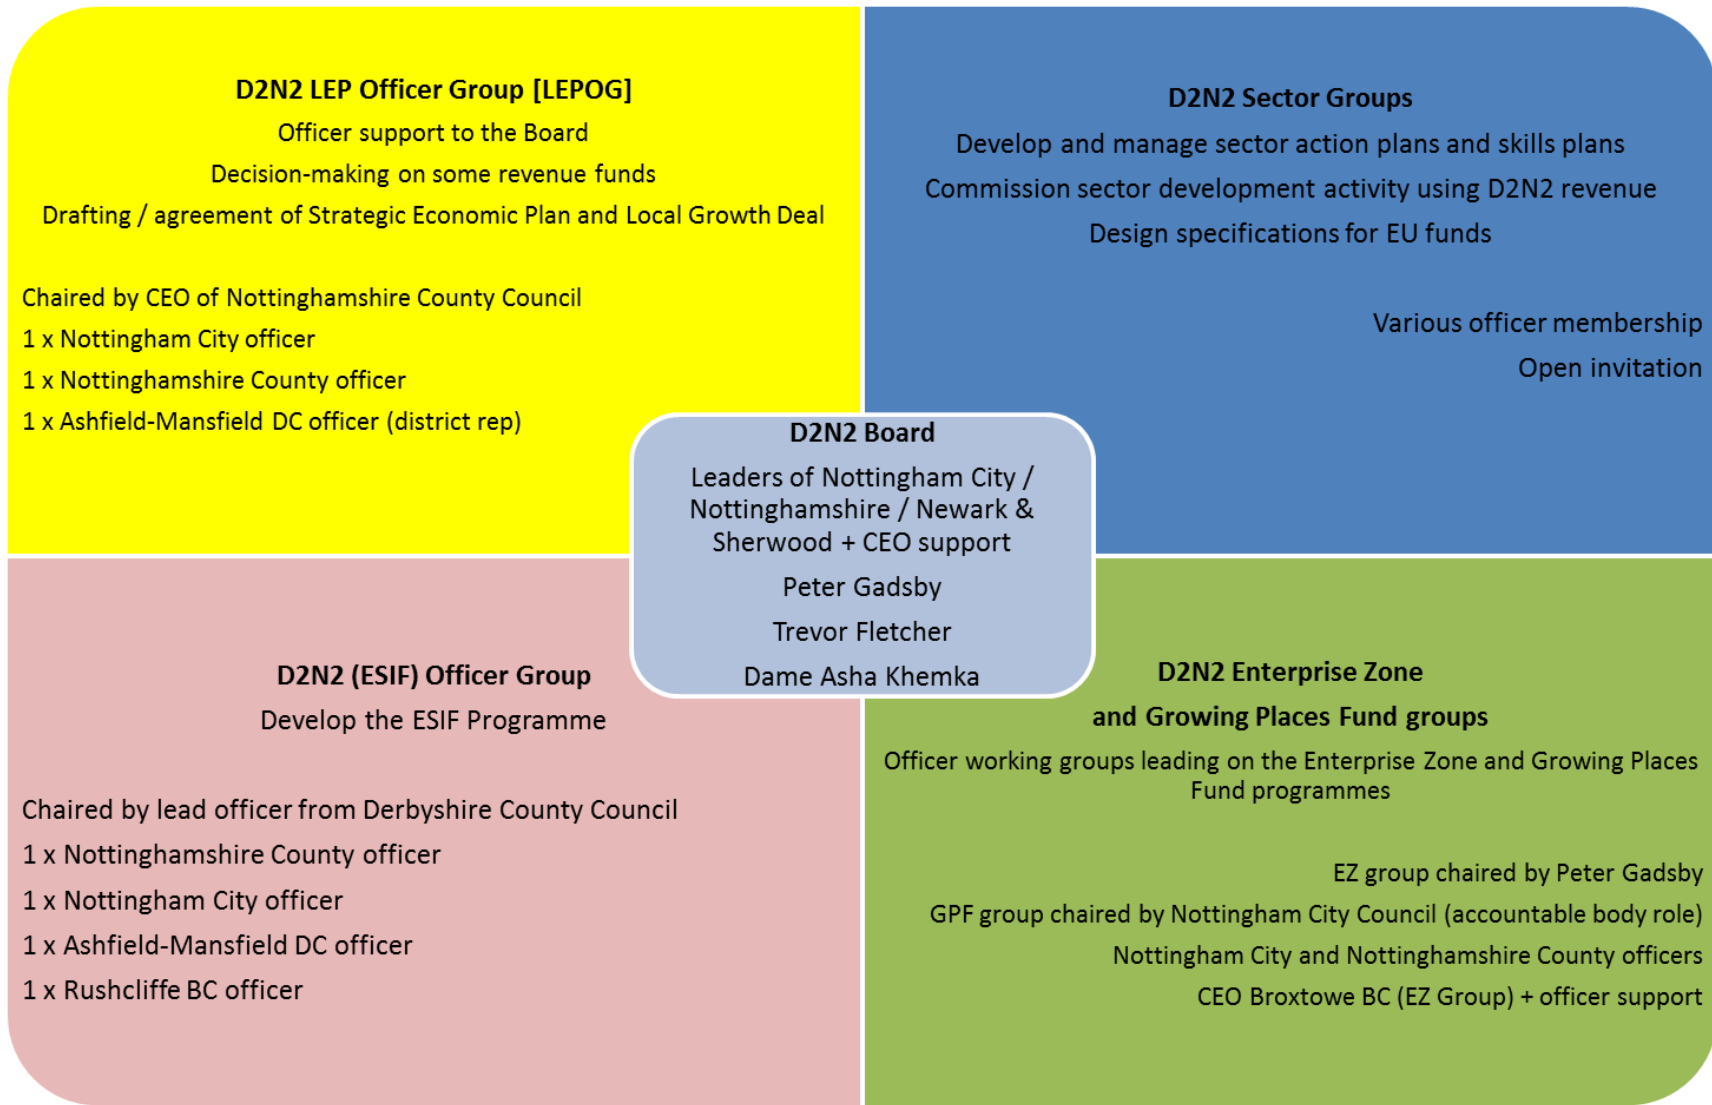 D2N2 LEP Officer Group [LEPOG]
Officer support to the Board
Decision-making on some revenue funds
Drafting / agreement of Strategic Economic Plan and Local Growth Deal
Chaired by CEO of Nottinghamshire County Council
1 x Nottingham City officer
1 x Nottinghamshire County officer
1 x Ashfield-Mansfield DC officer (district rep)
D2N2 Sector Groups
Develop and manage sector action plans and skills plans
Commission sector development activity using D2N2 revenue
Design specifications for EU funds
Various officer membership
Open invitation
D2N2 Board
Leaders of Nottingham City /
Nottinghamshire / Newark &
Sherwood + CEO support
Peter Gadsby
Trevor Fletcher
Dame Asha Khemka
D2N2 (ESIF) Officer Group
Develop the ESIF Programme
Chaired by lead officer from Derbyshire County Council
1 x Nottinghamshire County officer
1 x Nottingham City officer
1 x Ashfield-Mansfield DC officer
1 x Rushcliffe BC officer
D2N2 Enterprise Zone
and Growing Places Fund groups
Officer working groups leading on the Enterprise Zone and Growing Places
Fund programmes
EZ group chaired by Peter Gadsby
GPF group chaired by Nottingham City Council (accountable body role)
Nottingham City and Nottinghamshire County officers
CEO Broxtowe BC (EZ Group) + officer support